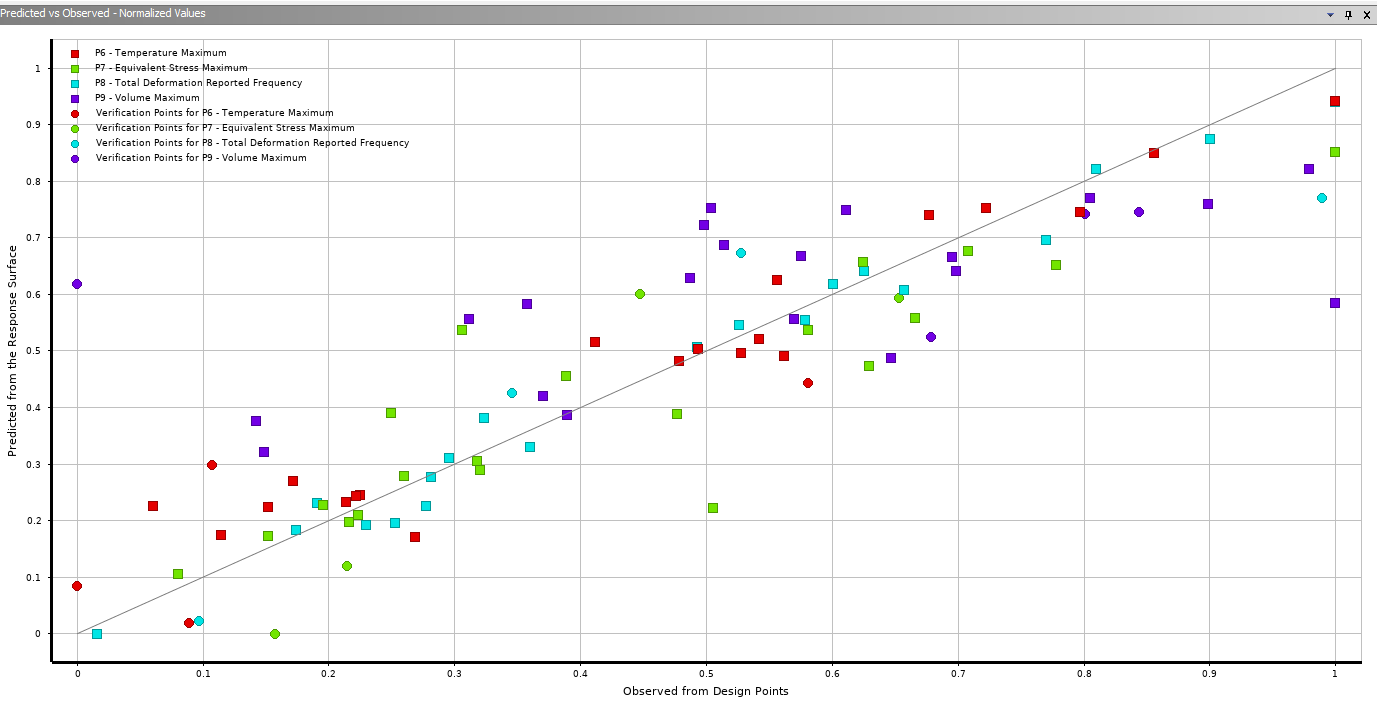 Predicted vs Observed - Normalized Values
P6 - Temperature Maximum
P7 - Equivalent Stress Maximum
P8 - Total Deformation Reported Frequency
P9 - Volume Maximum
Verification Points for P6 - Temperature Maximum
Verification Points for P7 - Equivalent Stress Maximum
Verification Points for P8 - Total Deformation Reported Frequency
Verification Points for P9 - Volume Maximum
Predicted from the Response Surface
1
0.9
0.8
0.7
0.6
0.5
0.4
0.3
0.2
0.1
0
0 0.1 0.2 0.3 0.4 0.5 0.6 0.7 0.8 0.9 1
Observed from Design Points